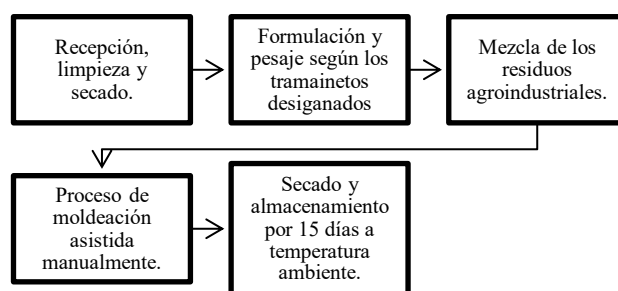 Recepción,
limpieza y
secado.
Formulación y
pesaje según los
tramainetos
desiganados
Mezcla de los
residuos
agroindustriales.
Proceso de
moldeación
asistida
manualmente.
Secado y
almacenamiento
por 15 días a
temperatura
ambiente.